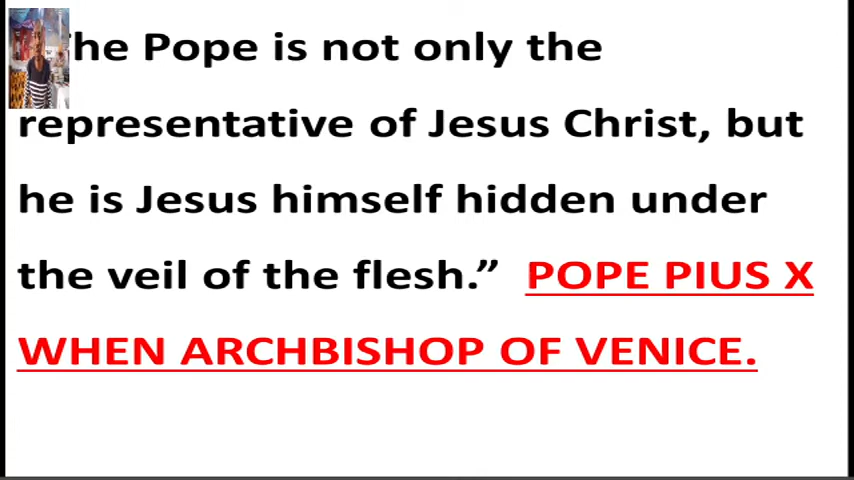 he Pope is not only the
representative of Jesus Christ, but
he is Jesus himself hidden under
the veil of the flesh.” POPE PIUS X
WHEN ARCHBISHOP OF VENICE.